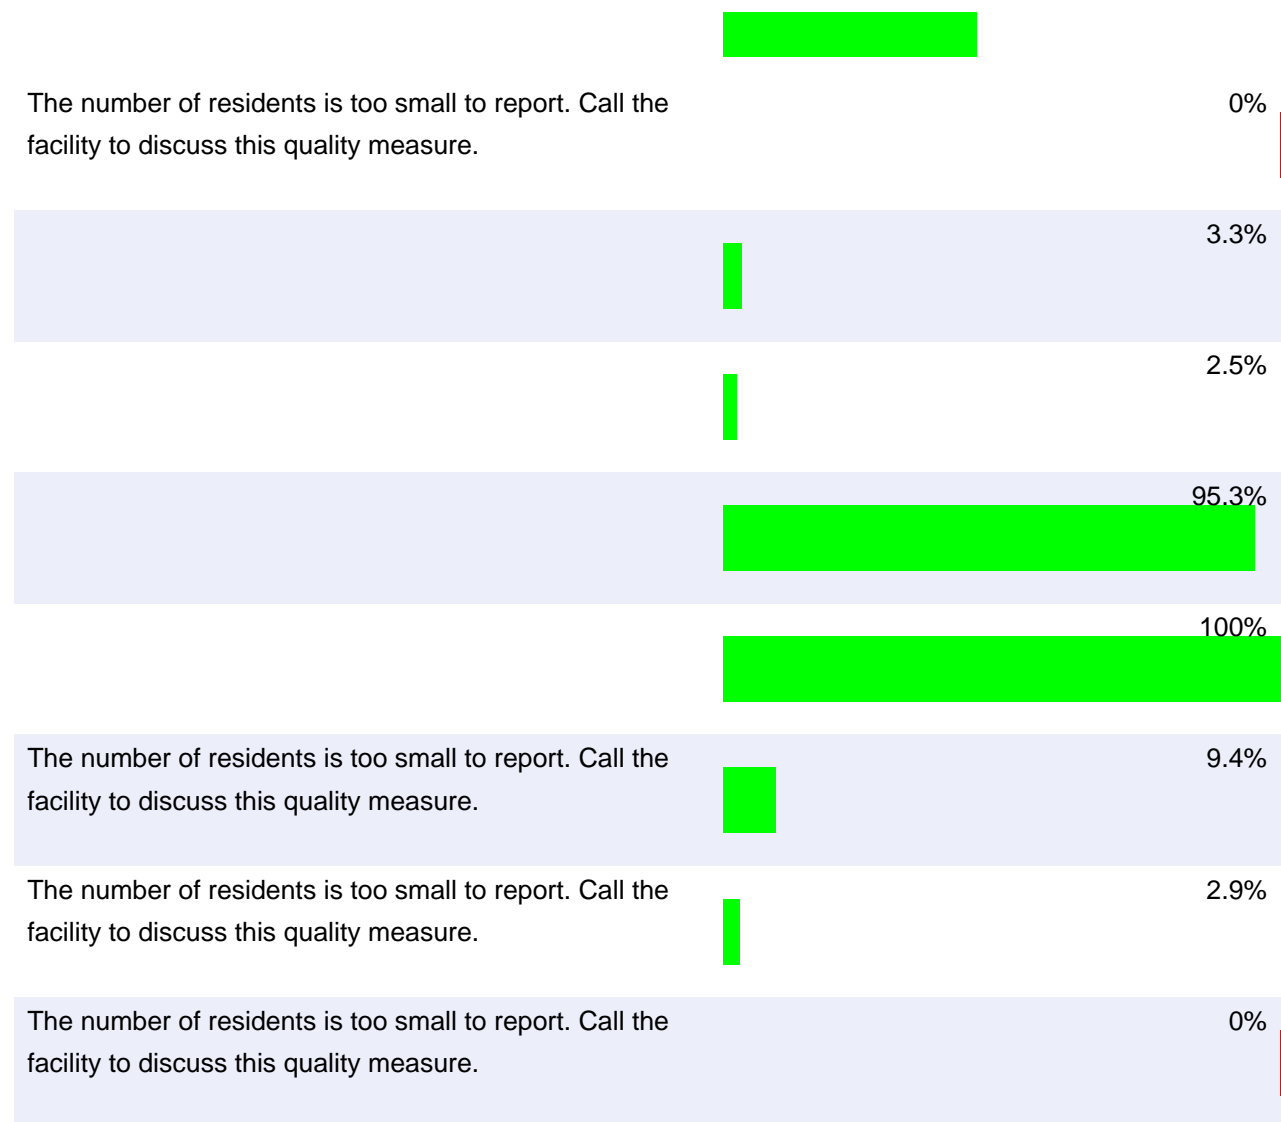 The number of residents is too small to report. Call the 0%
facility to discuss this quality measure.
3.3%
2.5%
95.3%
100%
The number of residents is too small to report. Call the 9.4%
facility to discuss this quality measure.
The number of residents is too small to report. Call the 2.9%
facility to discuss this quality measure.
The number of residents is too small to report. Call the 0%
facility to discuss this quality measure.